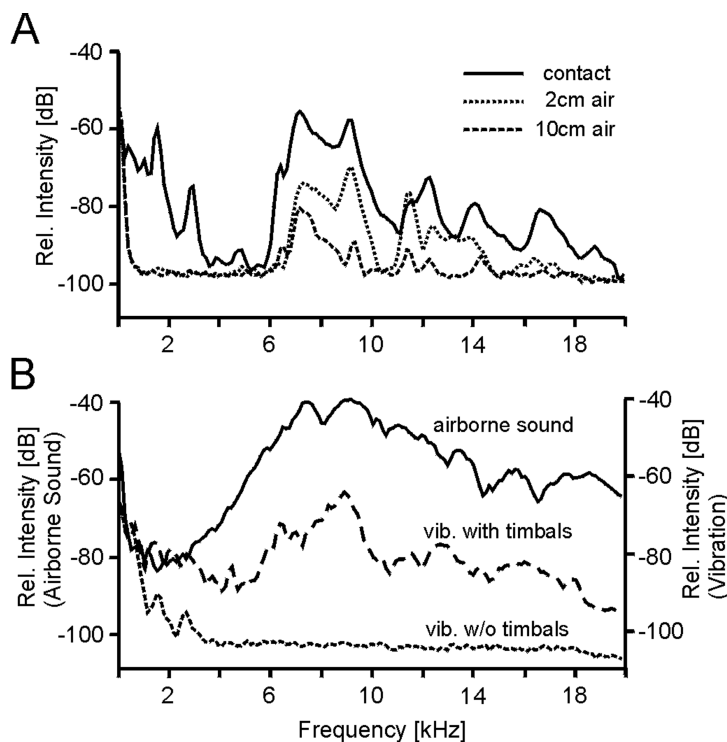 A
-40
-60
-80
-100
Rel. Intensity [dB]
contact
2cm air
10cm air
2 6 10 14 18
B
-40
-60
-80
-100
Rel. Intensity [dB]
(Airborne Sound)
airborne sound
vib. with timbals
vib. w/o timbals
-40
-60
-80
-100
Rel. Intensity [dB]
(Vibration)
2 6 10 14 18
Frequency [kHz]